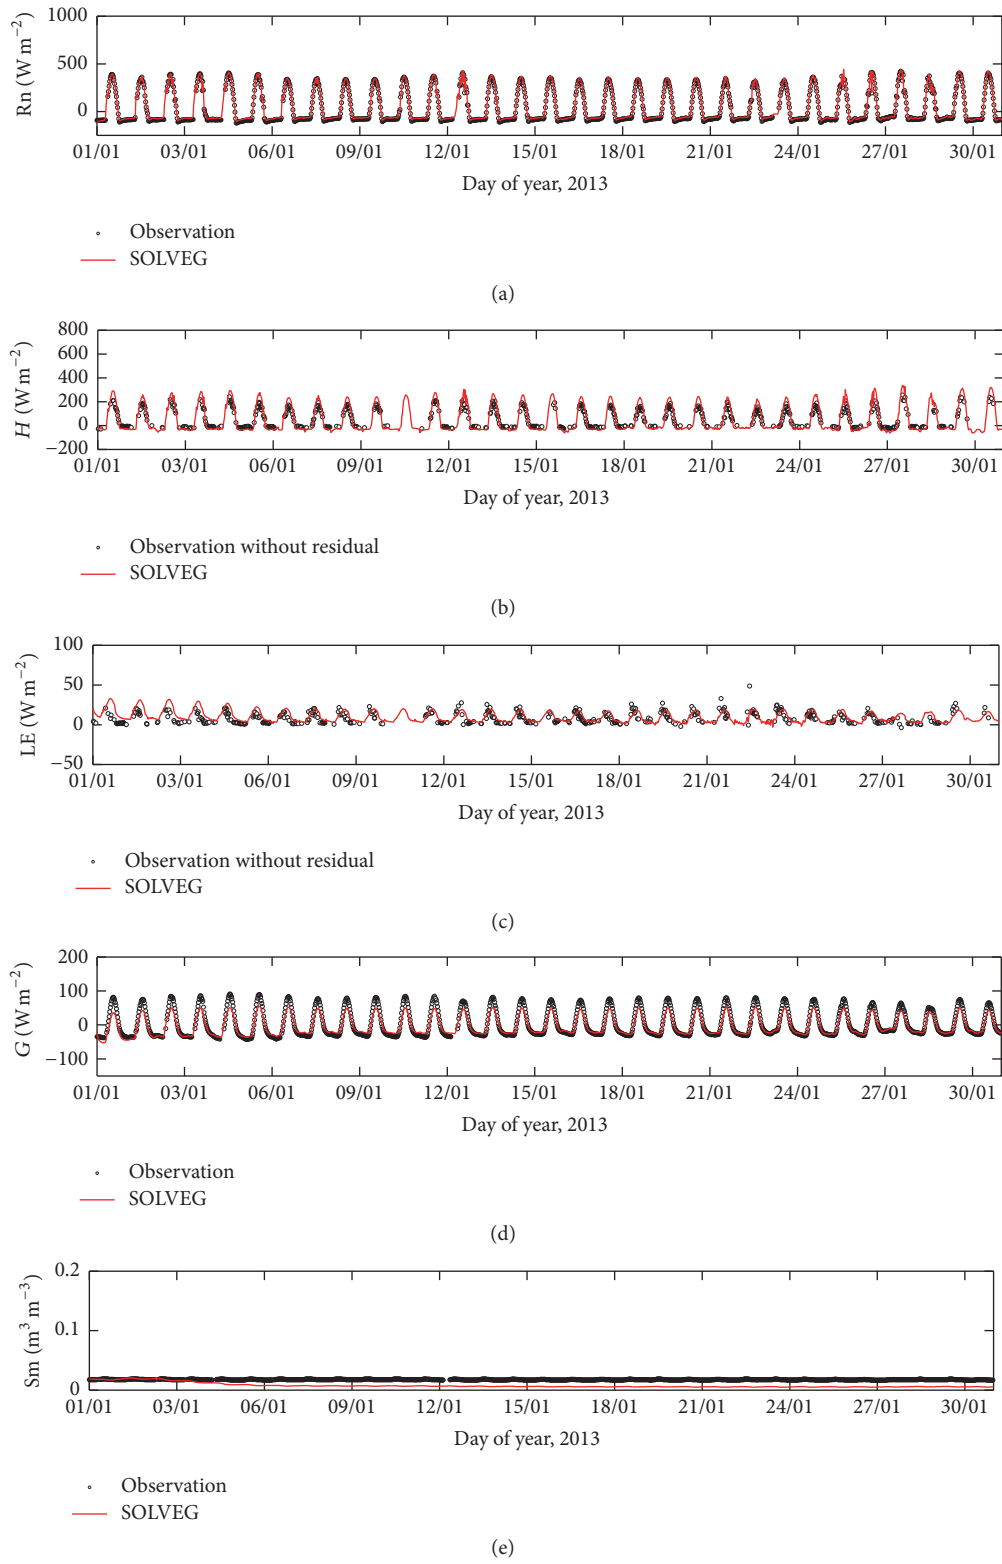 1000
500
0
Rn (W m−2)
01/01 03/01 06/01 09/01 12/01 15/01 18/01 21/01 24/01 27/01 30/01
Day of year, 2013
Observation
SOLVEG
(a)
800
600
400
200
0
−200
H (W m−2)
01/01 03/01 06/01 09/01 12/01 15/01 18/01 21/01 24/01 27/01 30/01
Day of year, 2013
Observation without residual
SOLVEG
(b)
100
50
0
−50
LE (W m−2)
01/01 03/01 06/01 09/01 12/01 15/01 18/01 21/01 24/01 27/01 30/01
Day of year, 2013
Observation without residual
SOLVEG
(c)
200
100
0
−100
G (W m−2)
01/01 03/01 06/01 09/01 12/01 15/01 18/01 21/01 24/01 27/01 30/01
Day of year, 2013
Observation
SOLVEG
(d)
0.2
0.1
0
Sm (m3 m−3)
01/01 03/01 06/01 09/01 12/01 15/01 18/01 21/01 24/01 27/01 30/01
Day of year, 2013
Observation
SOLVEG
(e)